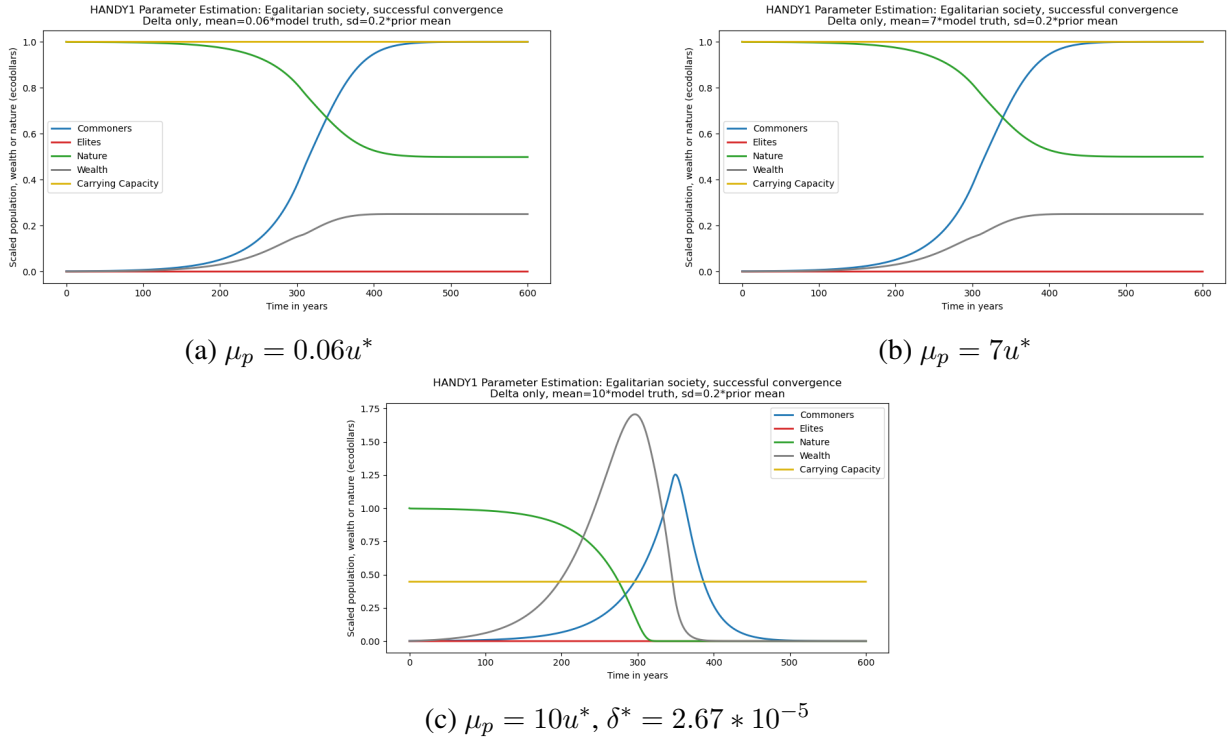 HANDY1 Parameter Estimation: Egalitarian society, successful convergence
Delta only, mean=0.06*model truth, sd=0.2*prior mean
Scaled population, wealth or nature (ecodollars)
1.0
0.8
0.6
0.4
0.2
0.0
Commoners
Elites
Nature
Wealth
Carrying Capacity
0 100 200 300 400 500 600
Time in years
(a) μp = 0.06u*
HANDY1 Parameter Estimation: Egalitarian society, successful convergence
Delta only, mean=7*model truth, sd=0.2*prior mean
Scaled population, wealth or nature (ecodollars)
1.0
0.8
0.6
0.4
0.2
0.0
Commoners
Elites
Nature
Wealth
Carrying Capacity
0 100 200 300 400 500 600
Time in years
(b) μp = 7u*
HANDY1 Parameter Estimation: Egalitarian society, successful convergence
Delta only, mean=10*model truth, sd=0.2*prior mean
Scaled population, wealth or nature (ecodollars)
1.75
1.50
1.25
1.00
0.75
0.50
0.25
0.00
Commoners
Elites
Nature
Wealth
Carrying Capacity
0 100 200 300 400 500 600
Time in years
(c) μp = 10u*, δ* = 2.67 * 10⁻⁵